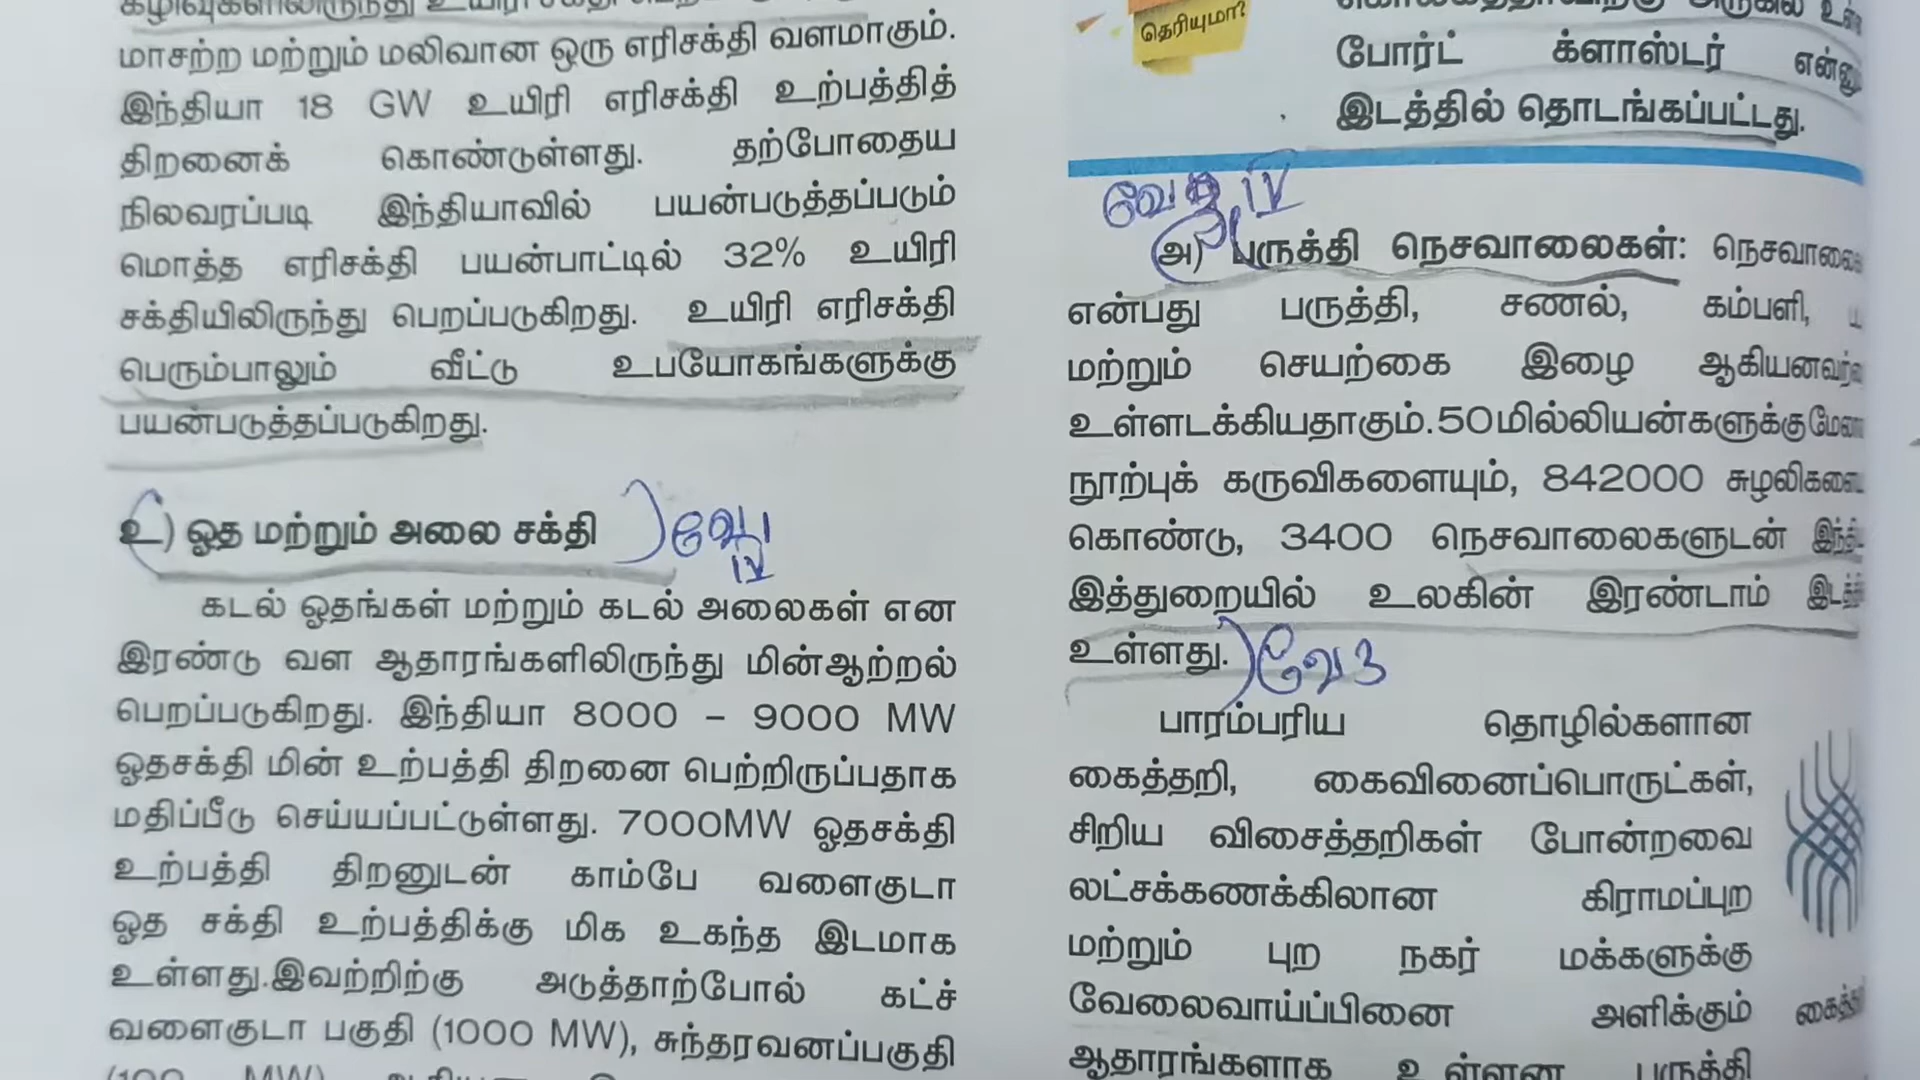 மாசற்ற மற்றும் மலிவான ஒரு எரிசக்தி வளமாகும்.
இந்தியா 18 GW உயிரி எரிசக்தி உற்பத்தித்
திறனைக் கொண்டுள்ளது. தற்போதைய
நிலவரப்படி இந்தியாவில் பயன்படுத்தப்படும்
மொத்த எரிசக்தி பயன்பாட்டில் 32% உயிரி
சக்தியிலிருந்து பெறப்படுகிறது. உயிரி எரிசக்தி
பெரும்பாலும் வீட்டு உபயோகங்களுக்கு
பயன்படுத்தப்படுகிறது.
உ) ஓத மற்றும் அலை சக்தி
IV
கடல் ஓதங்கள் மற்றும் கடல் அலைகள் என
இரண்டு வள ஆதாரங்களிலிருந்து மின்ஆற்றல்
பெறப்படுகிறது. இந்தியா 8000 – 9000 MW
ஓதசக்தி மின் உற்பத்தி திறனை பெற்றிருப்பதாக
மதிப்பீடு செய்யப்பட்டுள்ளது. 7000MW ஓதசக்தி
உற்பத்தி திறனுடன் காம்பே வளைகுடா
ஓத சக்தி உற்பத்திக்கு மிக உகந்த இடமாக
உள்ளது.இவற்றிற்கு அடுத்தாற்போல் கட்ச்
வளைகுடா பகுதி (1000 MW), சுந்தரவனப்பகுதி
தெரியுமா?
போர்ட் க்ளாஸ்டர்
இடத்தில் தொடங்கப்பட்டது.
IV
அ) பருத்தி நெசவாலைகள்:
என்பது பருத்தி, சணல், கம்பளி,
மற்றும் செயற்கை இழை
உள்ளடக்கியதாகும்.50மில்லியன்களுக்கு
நூற்புக் கருவிகளையும், 842000
கொண்டு, 3400 நெசவாலைகளுடன்
இத்துறையில் உலகின் இரண்டாம்
உள்ளது. வே 3
பாரம்பரிய தொழில்களான
கைத்தறி, கைவினைப்பொருட்கள்,
சிறிய விசைத்தறிகள் போன்றவை
லட்சக்கணக்கிலான கிராமப்புற
மற்றும் புற நகர் மக்களுக்கு
வேலைவாய்ப்பினை அளிக்கும்
ஆதாரங்களாக உள்ளன பருத்தி